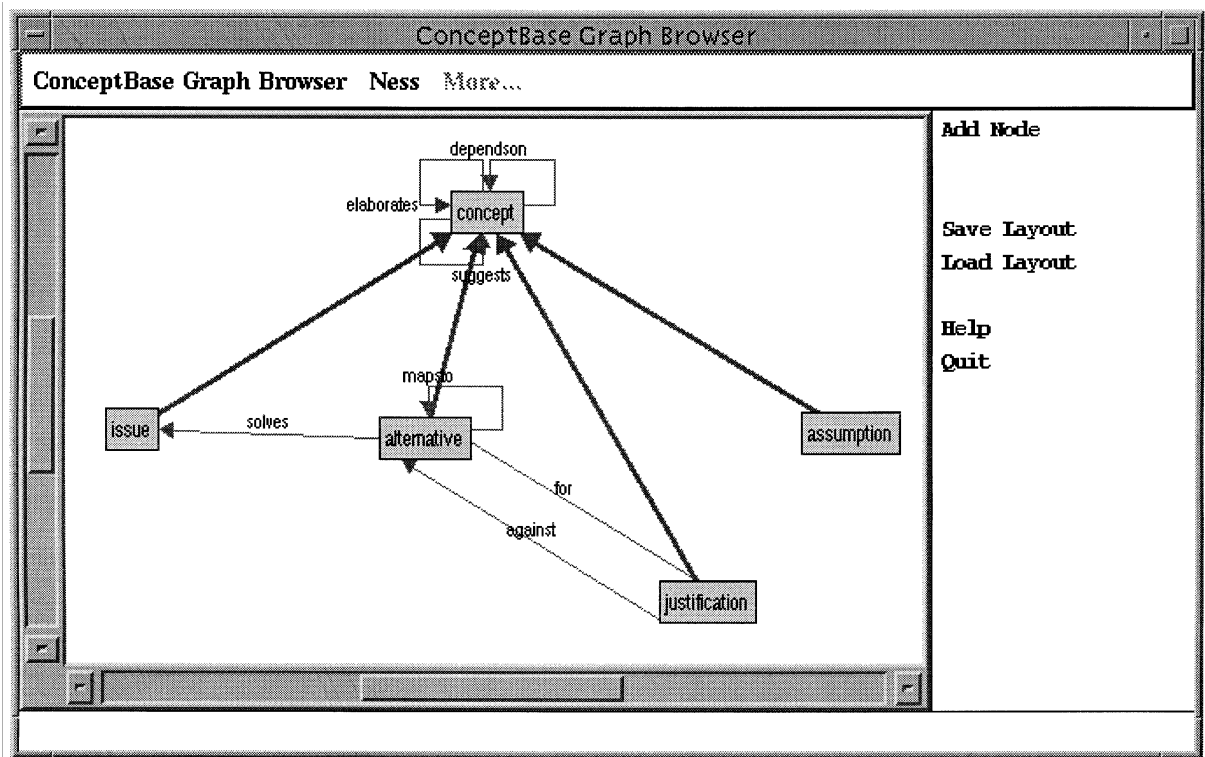 ConceptBase Graph Browser
ConceptBase Graph Browser Ness More...
Add Node
Save Layout
Load Layout
Help
Quit
dependson
elaborates
concept
suggests
mapsto
issue
solves
alternative
assumption
for
against
justification